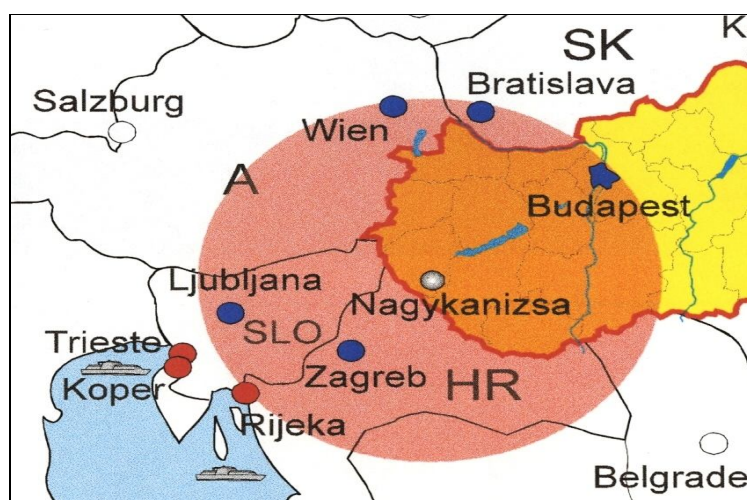 SK
K
Bratislava
Salzburg
Wien
A
Budapest
Ljubljana
Nagykanizsa
SLO
Trieste
Koper
Zagreb
HR
Rijeka
Belgrade